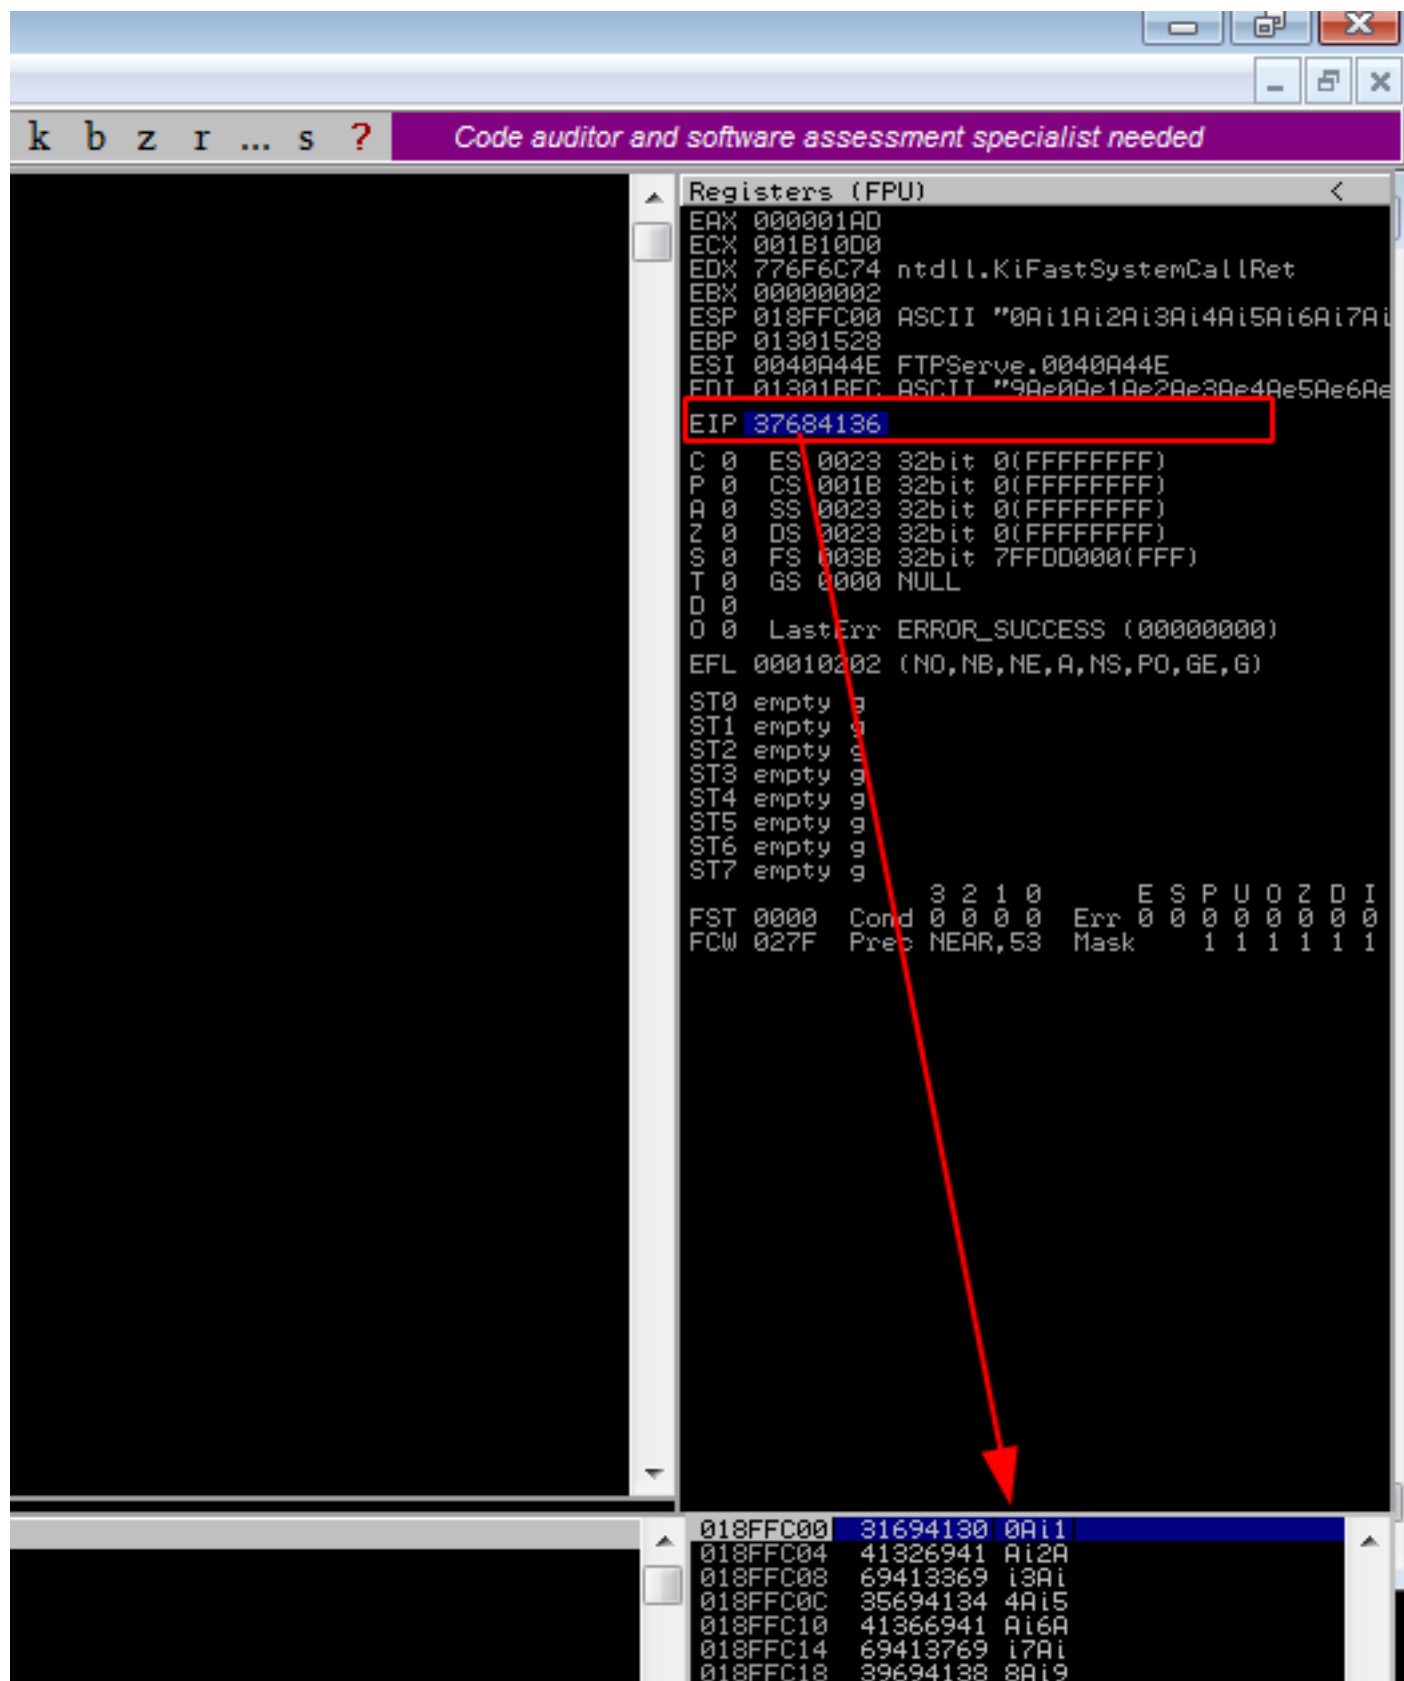 k b z r ... s ? Code auditor and software assessment specialist needed
Registers (FPU) <
EAX 000001AD
ECX 001B10D0
EDX 776F6C74 ntdll.KiFastSystemCallRet
EBX 00000002
ESP 018FFC00 ASCII "0Ai1Ai2Ai3Ai4Ai5Ai6Ai7Ai
EBP 01301528
ESI 0040A44E FTPServe.0040A44E
EDI 01301BFC ASCII "9Ae0Ae1Ae2Ae3Ae4Ae5Ae6Ae
EIP 37684136
C 0 ES 0023 32bit 0(FFFFFFFF)
P 0 CS 001B 32bit 0(FFFFFFFF)
A 0 SS 0023 32bit 0(FFFFFFFF)
Z 0 DS 0023 32bit 0(FFFFFFFF)
S 0 FS 003B 32bit 7FFDD000(FFF)
T 0 GS 0000 NULL
D 0
O 0 LastErr ERROR_SUCCESS (00000000)
EFL 00010202 (NO,NB,NE,A,NS,PO,GE,G)
ST0 empty g
ST1 empty g
ST2 empty g
ST3 empty g
ST4 empty g
ST5 empty g
ST6 empty g
ST7 empty g
3 2 1 0 E S P U O Z D I
FST 0000 Cond 0 0 0 0 Err 0 0 0 0 0 0 0 0
FCW 027F Prec NEAR,53 Mask 1 1 1 1 1 1
018FFC00 31694130 0Ai1
018FFC04 41326941 Ai2A
018FFC08 69413369 i3Ai
018FFC0C 35694134 4Ai5
018FFC10 41366941 Ai6A
018FFC14 69413769 i7Ai
018FFC18 39694138 8Ai9